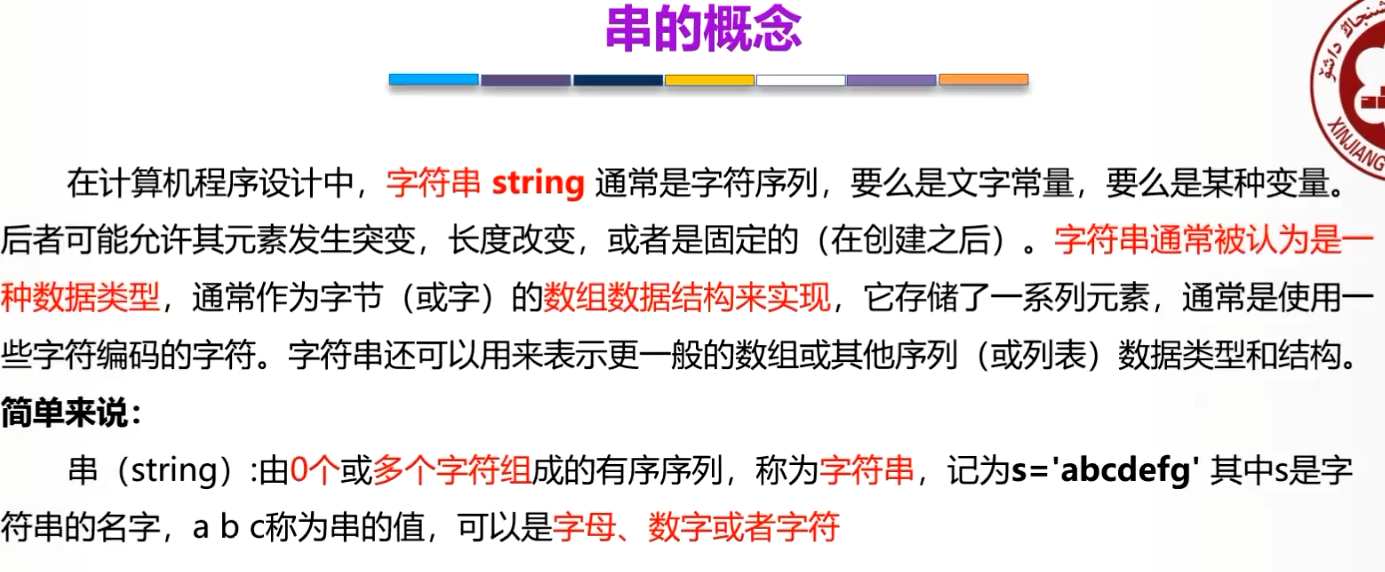 串的概念
在计算机程序设计中，字符串 string 通常是字符序列，要么是文字常量，要么是某种变量。
后者可能允许其元素发生突变，长度改变，或者是固定的（在创建之后）。字符串通常被认为是一
种数据类型，通常作为字节（或字）的数组数据结构来实现，它存储了一系列元素，通常是使用一
些字符编码的字符。字符串还可以用来表示更一般的数组或其他序列（或列表）数据类型和结构。
简单来说：
串（string）:由0个或多个字符组成的有序序列，称为字符串，记为s='abcdefg' 其中s是字
符串的名字，a b c称为串的值，可以是字母、数字或者字符
XINJIANG